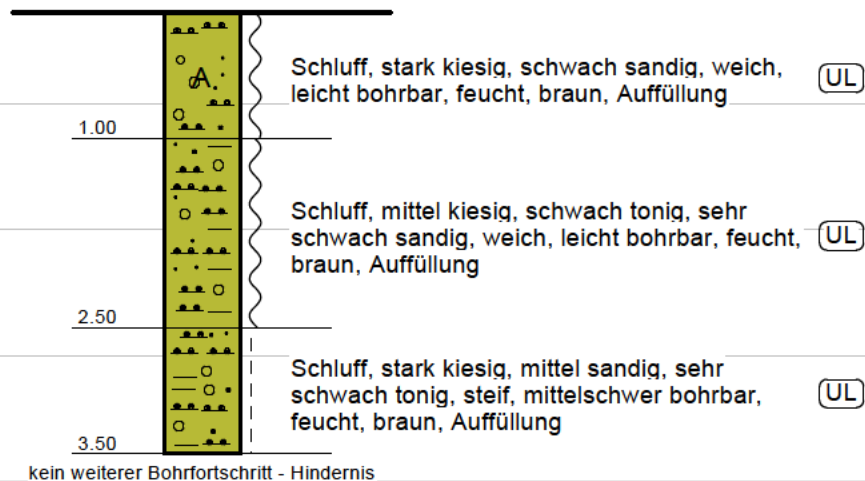 Schluff, stark kiesig, schwach sandig, weich,
leicht bohrbar, feucht, braun, Auffüllung
UL
A
1.00
Schluff, mittel kiesig, schwach tonig, sehr
schwach sandig, weich, leicht bohrbar, feucht,
braun, Auffüllung
UL
2.50
Schluff, stark kiesig, mittel sandig, sehr
schwach tonig, steif, mittelschwer bohrbar,
feucht, braun, Auffüllung
UL
3.50
kein weiterer Bohrfortschritt - Hindernis